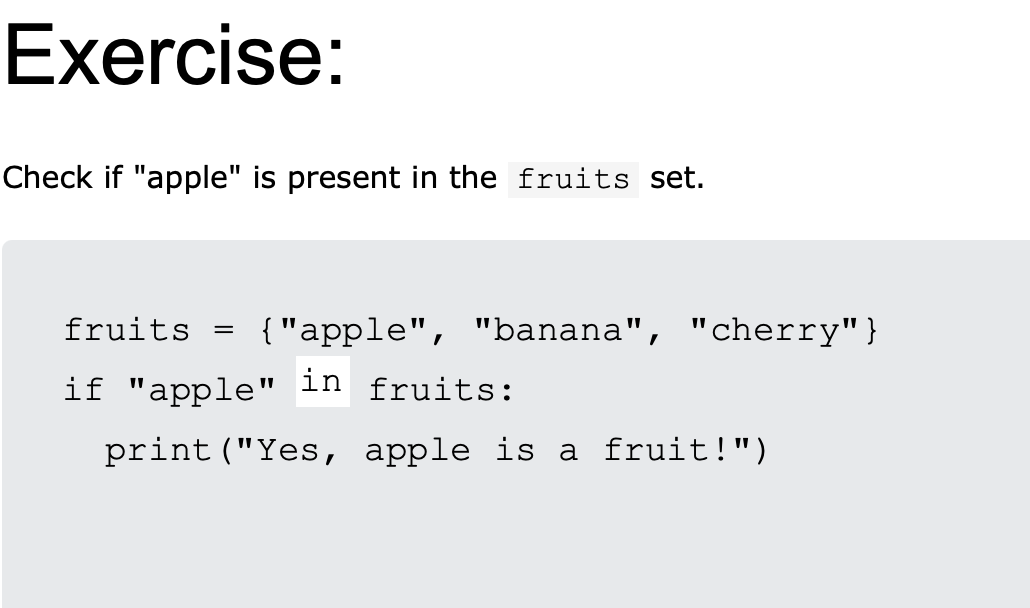 Exercise:
Check if "apple" is present in the fruits set.
fruits = {"apple", "banana", "cherry"}
if "apple" in fruits:
  print("Yes, apple is a fruit!")